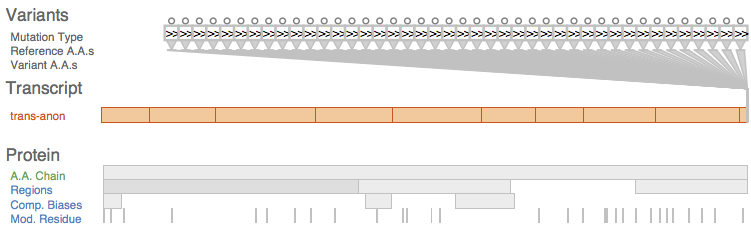 Variants
Mutation Type
Reference A.A.s
Variant A.A.s
Transcript
trans-anon
Protein
A.A. Chain
Regions
Comp. Biases
Mod. Residue